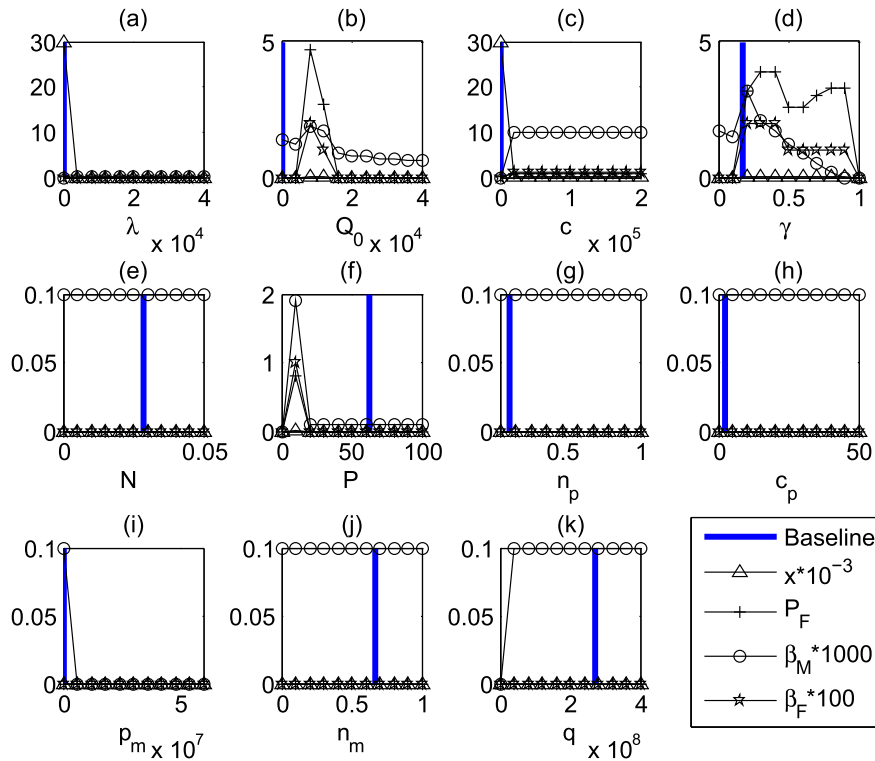 (a) (b) (c) (d)
30 5 30 5
20 20
10 10
0 0 0 0
0 2 4 0 2 4 0 1 2 0 0.5 1
λ Q_0 c γ
x 10^4 x 10^4 x 10^5
(e) (f) (g) (h)
0.1 2 0.1 0.1
0.05 1 0.05 0.05
0 0 0 0
0 0.05 0 50 100 0 1 0 50
N P n_p c_p
(i) (j) (k)
0.1 0.1 0.1
0.05 0.05 0.05
0 0 0
0 5 0 0.5 1 0 2 4
p_m n_m q
x 10^7 x 10^8
Baseline
x*10^-3
P_F
β_M*1000
β_F*100